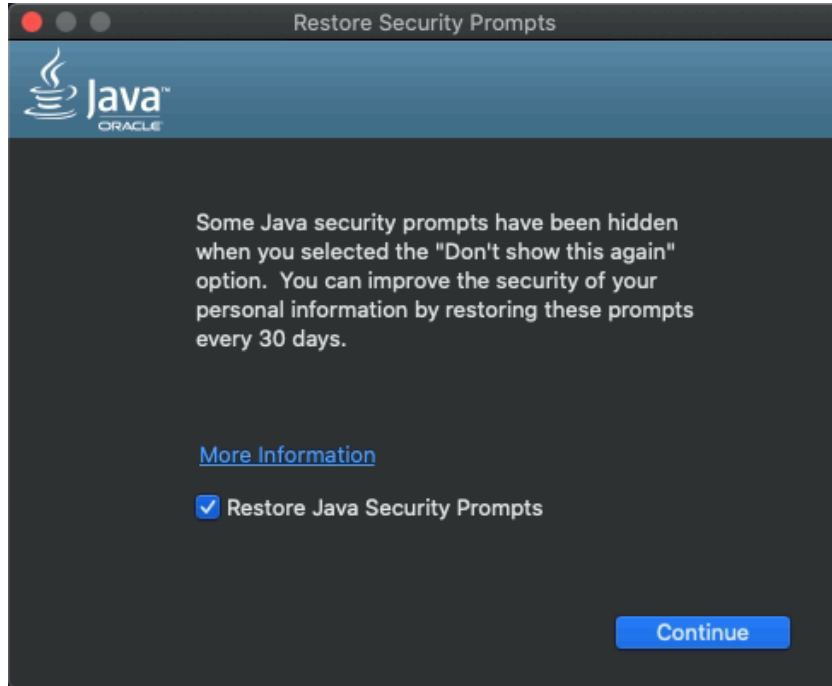 Restore Security Prompts
Java™
ORACLE
Some Java security prompts have been hidden
when you selected the "Don't show this again"
option.  You can improve the security of your
personal information by restoring these prompts
every 30 days.
More Information
Restore Java Security Prompts
Continue